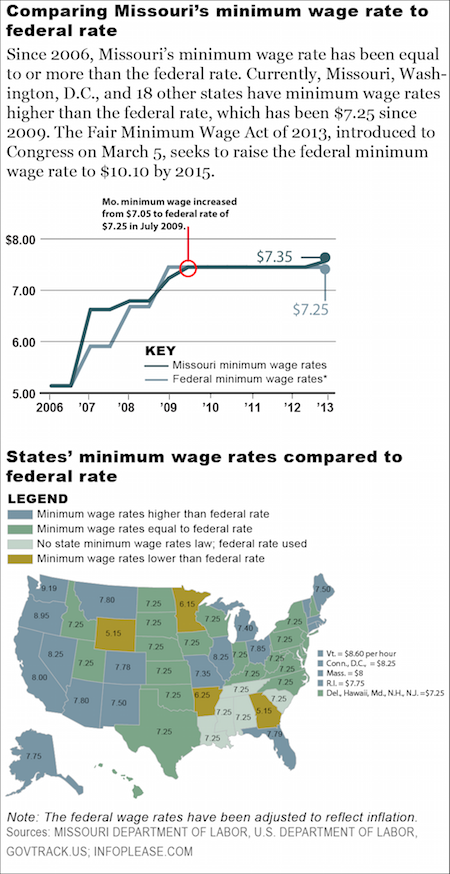 Comparing Missouri's minimum wage rate to
federal rate
Since 2006, Missouri's minimum wage rate has been equal
to or more than the federal rate. Currently, Missouri, Wash-
ington, D.C., and 18 other states have minimum wage rates
higher than the federal rate, which has been $7.25 since
2009. The Fair Minimum Wage Act of 2013, introduced to
Congress on March 5, seeks to raise the federal minimum
wage rate to $10.10 by 2015.
Mo. minimum wage increased
from $7.05 to federal rate of
$7.25 in July 2009.
$8.00
$7.35
7.00
$7.25
6.00
KEY
Missouri minimum wage rates
Federal minimum wage rates*
5.00
2006 '07 '08 '09 '10 '11 '12 '13
States' minimum wage rates compared to
federal rate
LEGEND
Minimum wage rates higher than federal rate
Minimum wage rates equal to federal rate
No state minimum wage rates law; federal rate used
Minimum wage rates lower than federal rate
9.19
7.80
7.25
6.15
7.50
8.95
7.25
7.25
7.25
7.40
7.25
5.15
7.25
7.25
8.25
7.25
7.78
7.25
8.25
7.25
7.85
7.25
7.25
8.00
7.35
7.25
7.25
7.80
7.50
7.25
6.25
7.25
7.25
7.25
7.25
7.25
5.15
7.25
7.79
7.75
Vt. = $8.60 per hour
Conn., D.C., = $8.25
Mass. = $8
R.I. = $7.75
Del., Hawaii, Md., N.H., N.J. =$7.25
Note: The federal wage rates have been adjusted to reflect inflation.
Sources: MISSOURI DEPARTMENT OF LABOR, U.S. DEPARTMENT OF LABOR,
GOVTRACK.US; INFOPLEASE.COM